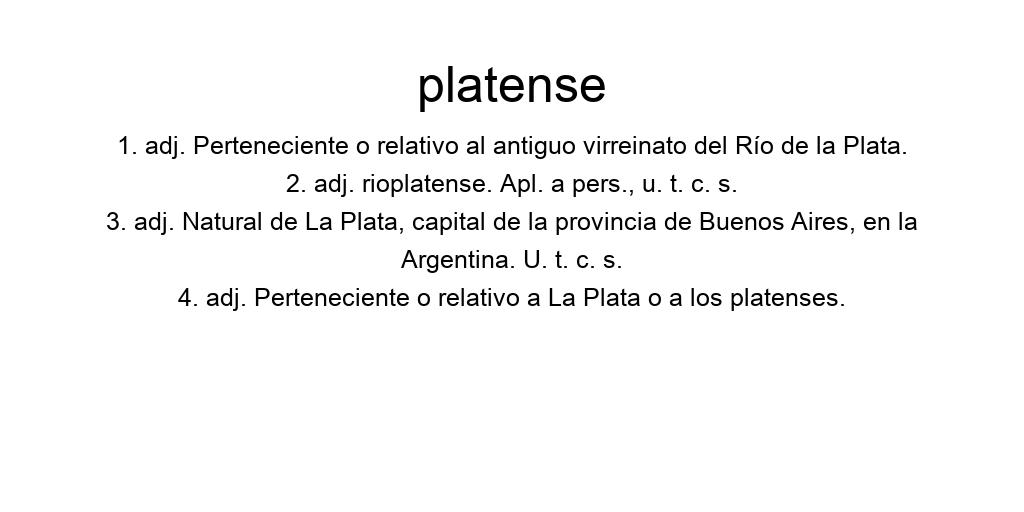 platense
1. adj. Perteneciente o relativo al antiguo virreinato del Río de la Plata.
2. adj. rioplatense. Apl. a pers., u. t. c. s.
3. adj. Natural de La Plata, capital de la provincia de Buenos Aires, en la
Argentina. U. t. c. s.
4. adj. Perteneciente o relativo a La Plata o a los platenses.